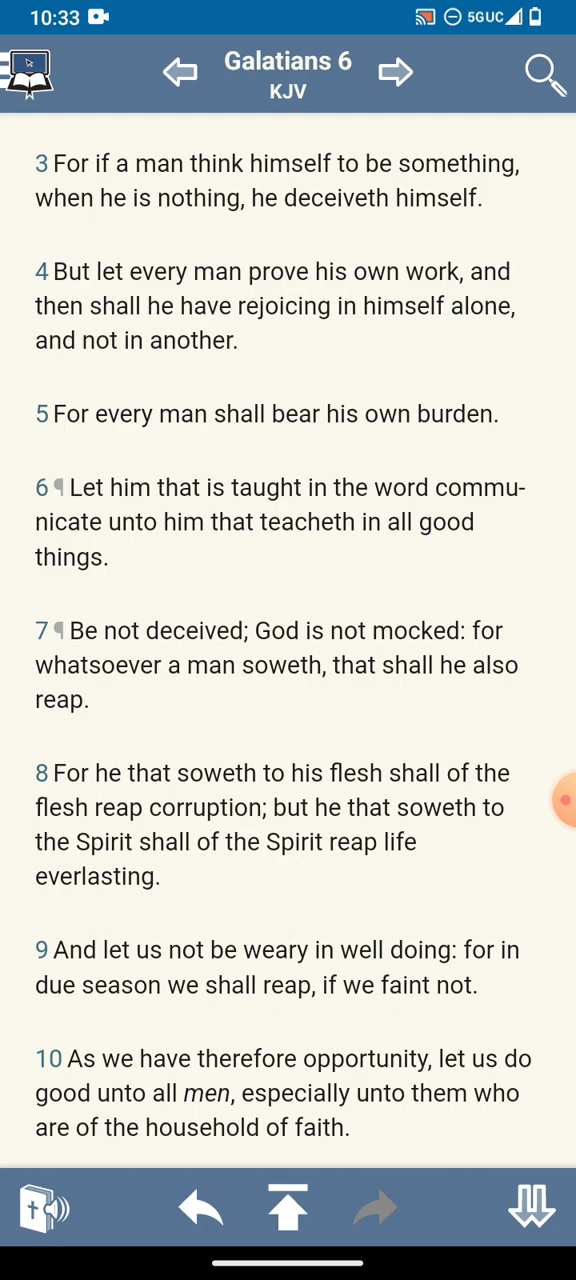 10:33
5GUC
Galatians 6
KJV
3 For if a man think himself to be something,
when he is nothing, he deceiveth himself.
4 But let every man prove his own work, and
then shall he have rejoicing in himself alone,
and not in another.
5 For every man shall bear his own burden.
6 ¶ Let him that is taught in the word commu-
nicate unto him that teacheth in all good
things.
7 ¶ Be not deceived; God is not mocked: for
whatsoever a man soweth, that shall he also
reap.
8 For he that soweth to his flesh shall of the
flesh reap corruption; but he that soweth to
the Spirit shall of the Spirit reap life
everlasting.
9 And let us not be weary in well doing: for in
due season we shall reap, if we faint not.
10 As we have therefore opportunity, let us do
good unto all men, especially unto them who
are of the household of faith.